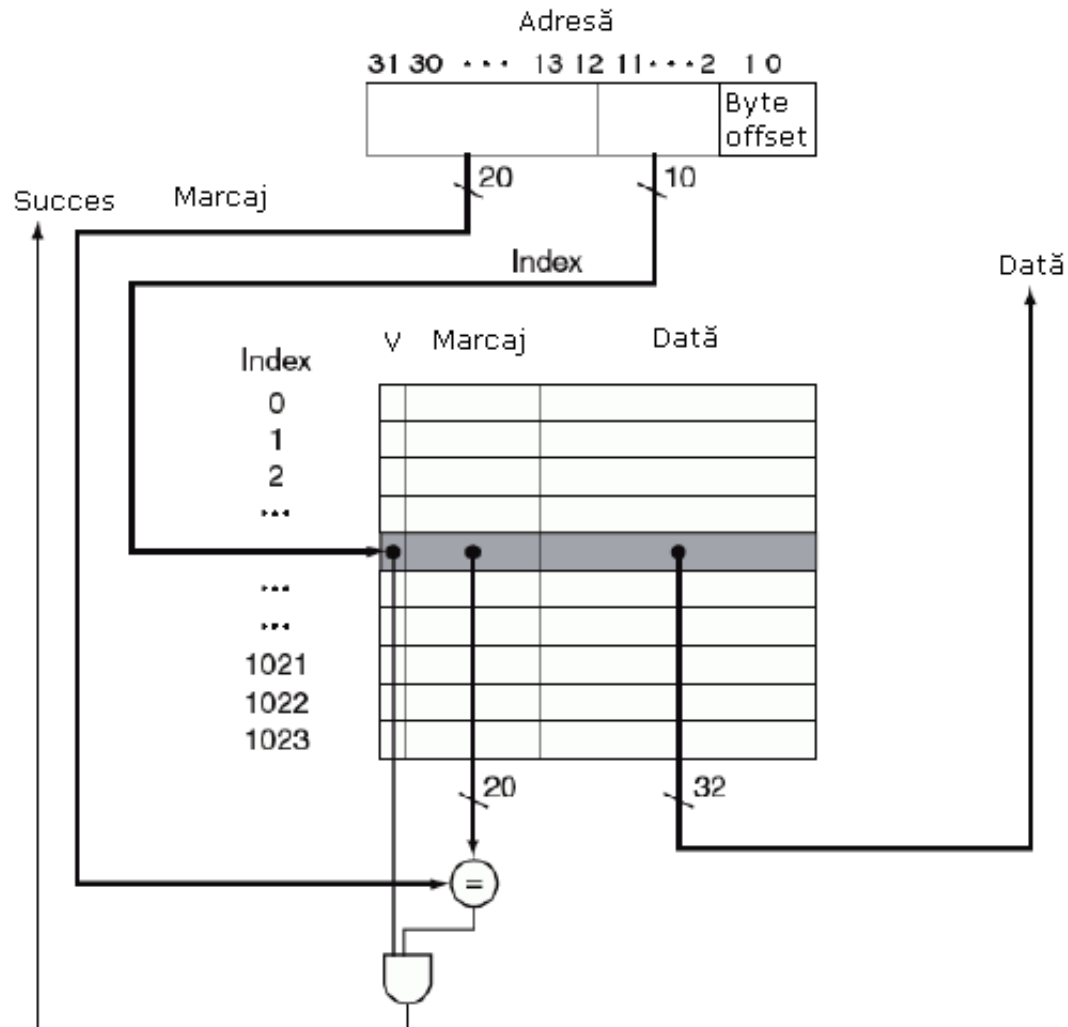 Adresă
31 30 ··· 13 12 11···2 1 0
Byte
offset
20
10
Succes
Marcaj
Index
Dată
Index
V
Marcaj
Dată
0
1
2
...
...
...
1021
1022
1023
20
32
=